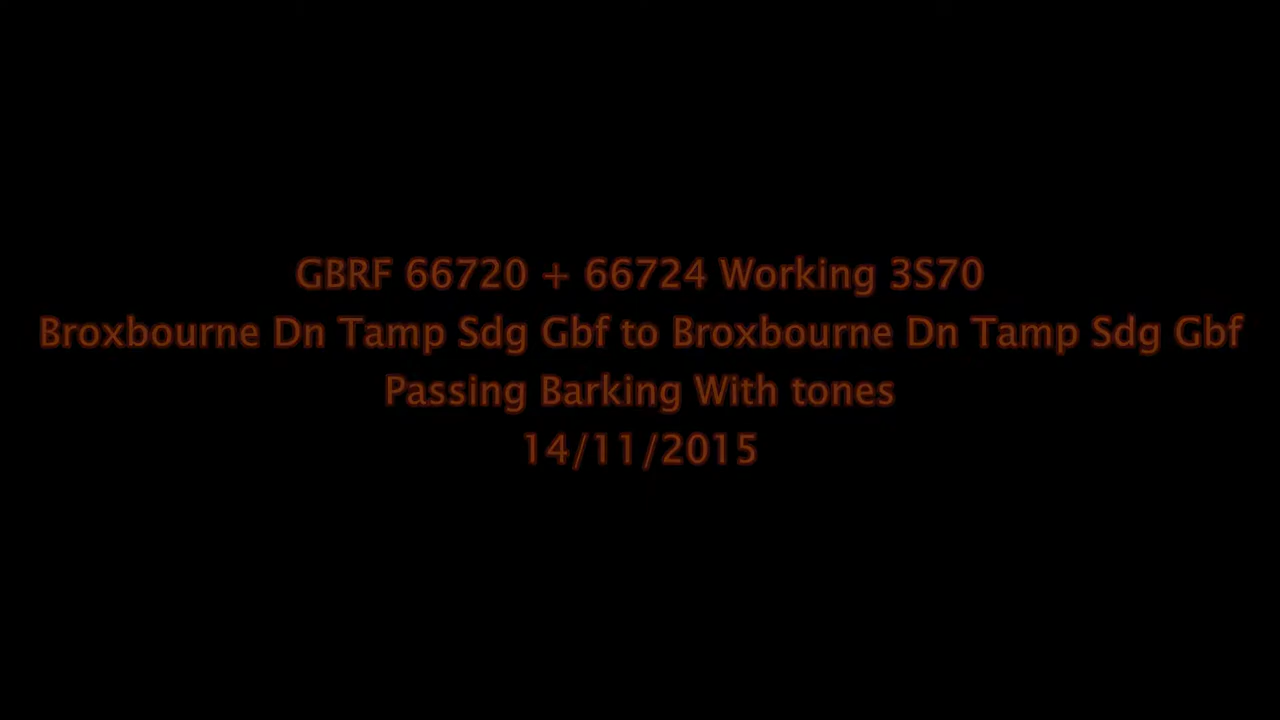 GBRF 66720 + 66724 Working 3S70
Broxbourne Dn Tamp Sdg Gbf to Broxbourne Dn Tamp Sdg Gbf
Passing Barking With tones
14/11/2015